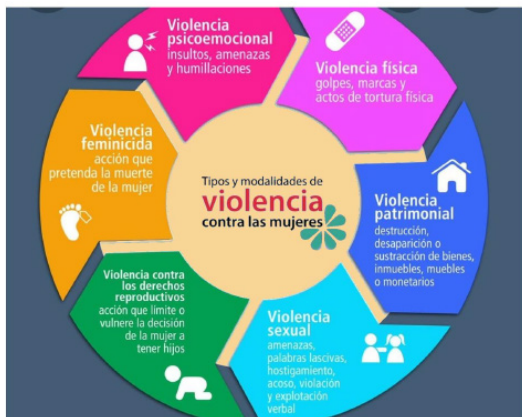 Violencia
psicoemocional
insultos, amenazas
y humillaciones
Violencia física
golpes, marcas y
actos de tortura física
Violencia
patrimonial
destrucción,
desaparición o
sustracción de bienes,
inmuebles, muebles
o monetarios
Violencia
sexual
amenazas,
palabras lascivas,
hostigamiento,
acoso, violación
y explotación
verbal
Violencia contra
los derechos
reproductivos
acción que limite o
vulnere la decisión
de la mujer a
tener hijos
Violencia
feminicida
acción que
pretenda la muerte
de la mujer
Tipos y modalidades de
violencia
contra las mujeres